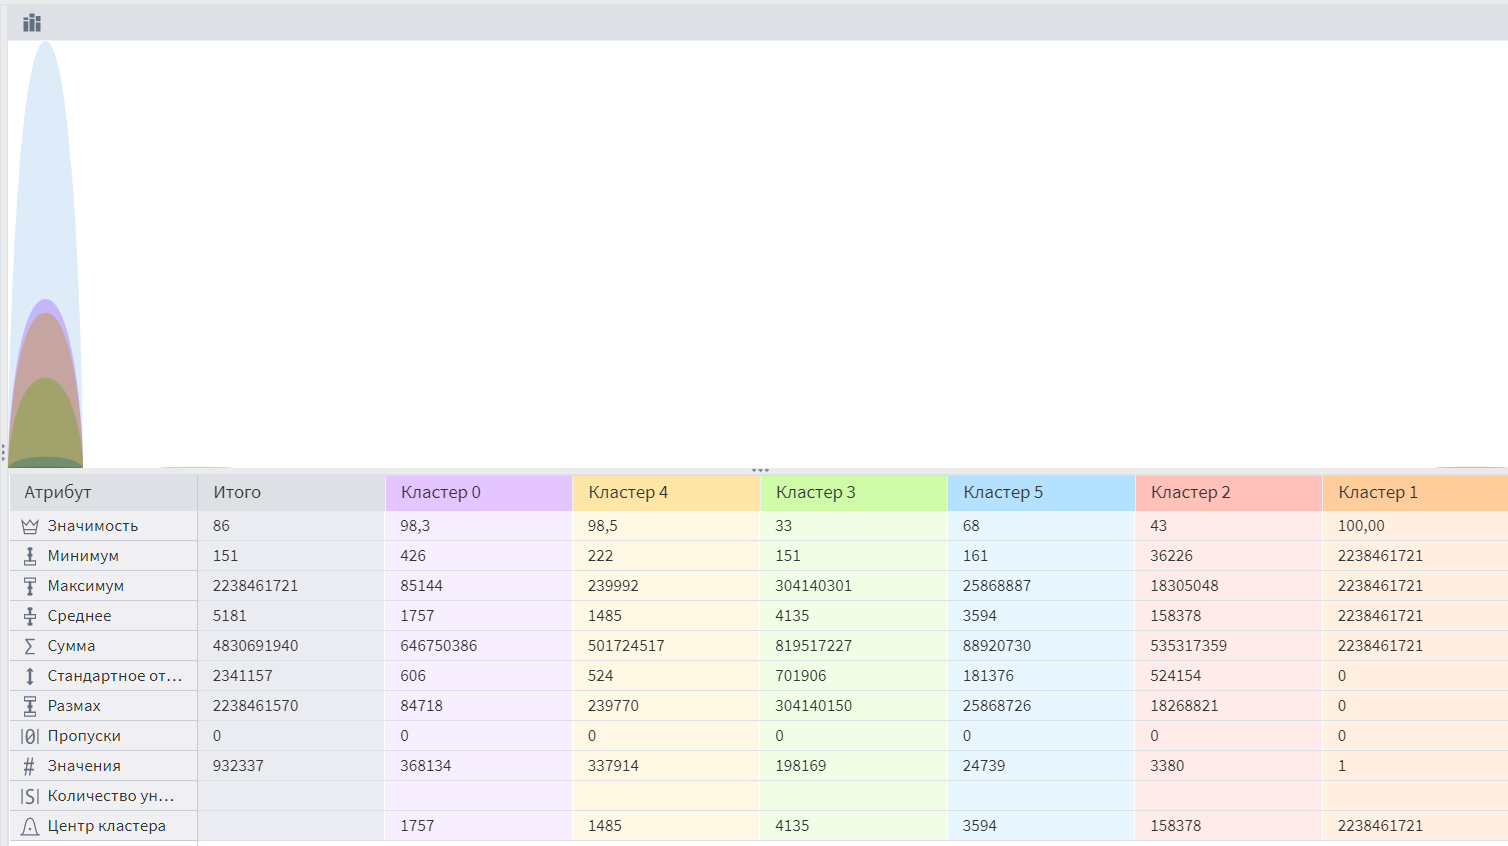 Атрибут Итого Кластер 0 Кластер 4 Кластер 3 Кластер 5 Кластер 2 Кластер 1
Значимость 86 98,3 98,5 33 68 43 100,00
Минимум 151 426 222 151 161 36226 2238461721
Максимум 2238461721 85144 239992 304140301 25868887 18305048 2238461721
Среднее 5181 1757 1485 4135 3594 158378 2238461721
Сумма 4830691940 646750386 501724517 819517227 88920730 535317359 2238461721
Стандартное от... 2341157 606 524 701906 181376 524154 0
Размах 2238461570 84718 239770 304140150 25868726 18268821 0
Пропуски 0 0 0 0 0 0 0
Значения 932337 368134 337914 198169 24739 3380 1
Количество ун...
Центр кластера 1757 1485 4135 3594 158378 2238461721